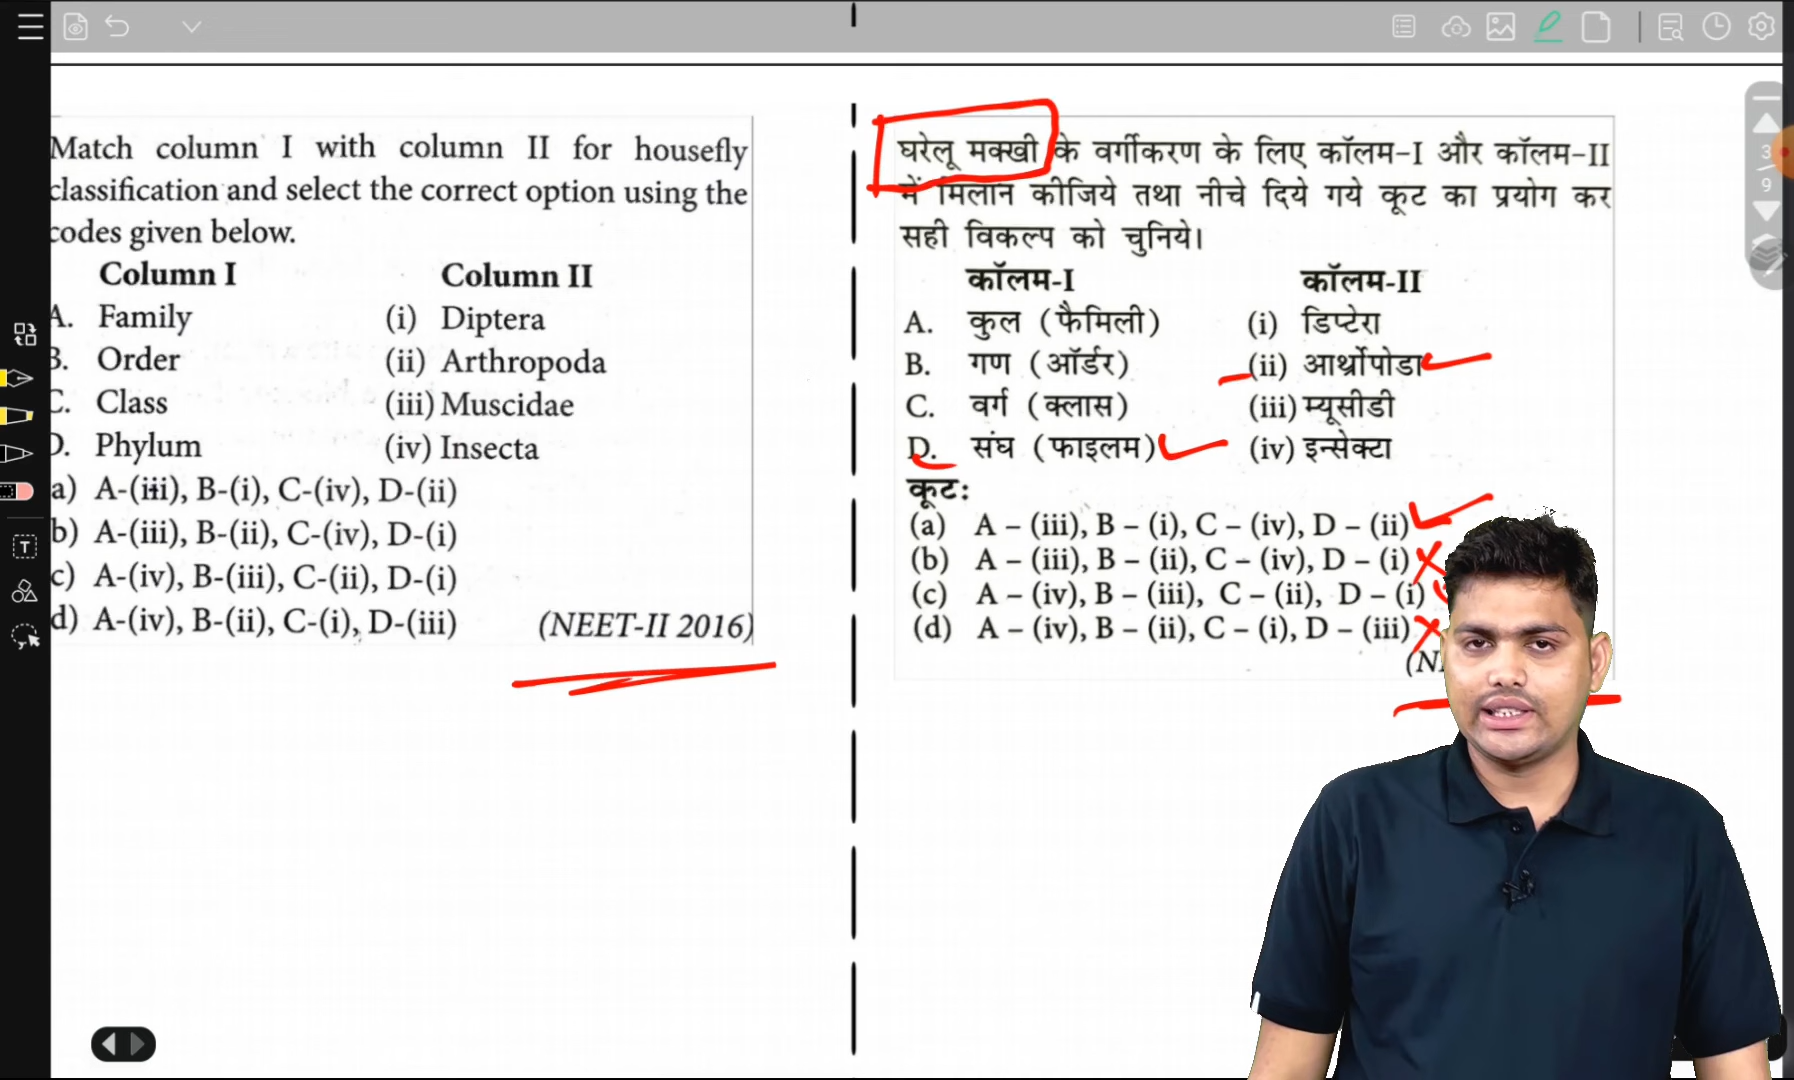 Match column I with column II for housefly
classification and select the correct option using the
codes given below.
Column I Column II
A. Family (i) Diptera
B. Order (ii) Arthropoda
C. Class (iii) Muscidae
D. Phylum (iv) Insecta
a) A-(iii), B-(i), C-(iv), D-(ii)
b) A-(iii), B-(ii), C-(iv), D-(i)
c) A-(iv), B-(iii), C-(ii), D-(i)
d) A-(iv), B-(ii), C-(i), D-(iii)
(NEET-II 2016)
घरेलू मक्खी के वर्गीकरण के लिए कॉलम-I और कॉलम-II
में मिलान कीजिये तथा नीचे दिये गये कूट का प्रयोग कर
सही विकल्प को चुनिये।
कॉलम-I कॉलम-II
A. कुल (फैमिली) (i) डिप्टेरा
B. गण (ऑर्डर) (ii) आर्थ्रोपोडा
C. वर्ग (क्लास) (iii) म्यूसीडी
D. संघ (फाइलम) (iv) इन्सेक्टा
कूट:
(a) A – (iii), B – (i), C – (iv), D – (ii)
(b) A – (iii), B – (ii), C – (iv), D – (i)
(c) A – (iv), B – (iii), C – (ii), D – (i)
(d) A – (iv), B – (ii), C – (i), D – (iii)
3
9
T